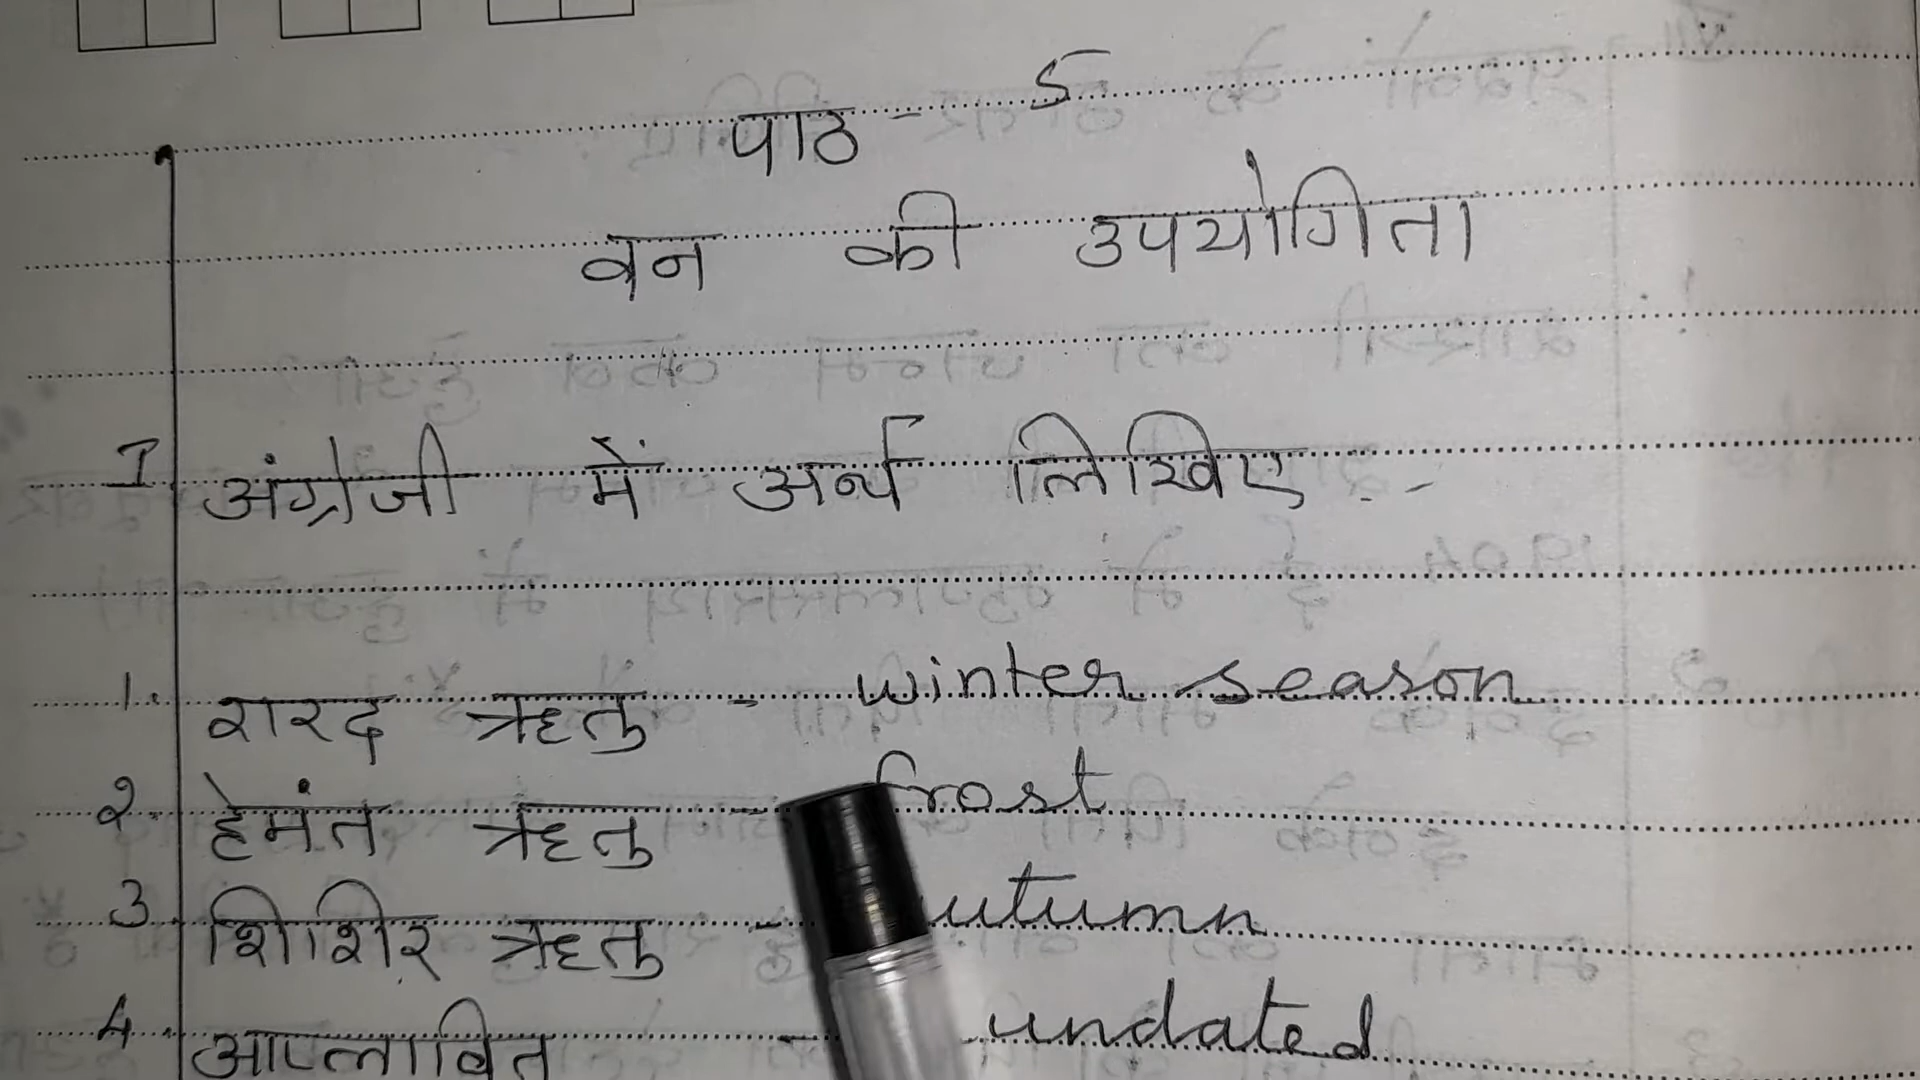 पाठ - 5
वन की उपयोगिता
I अंग्रेजी में अर्थ लिखिए :-
1. शरद ऋतु - winter season
2. हेमंत ऋतु - frost
3. शिशिर ऋतु - utumn
4. आप्लावित - undated